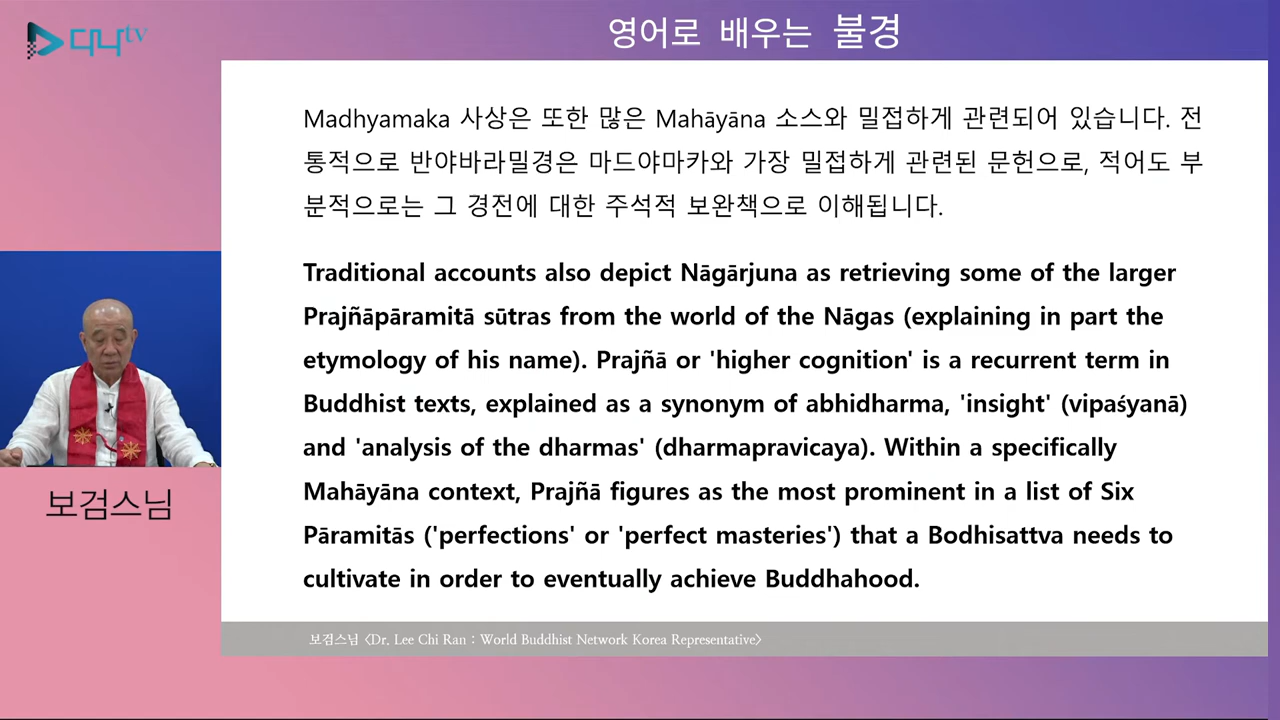 다나tv
영어로 배우는 불경
Madhyamaka 사상은 또한 많은 Mahāyāna 소스와 밀접하게 관련되어 있습니다. 전
통적으로 반야바라밀경은 마드야마카와 가장 밀접하게 관련된 문헌으로, 적어도 부
분적으로는 그 경전에 대한 주석적 보완책으로 이해됩니다.
Traditional accounts also depict Nāgārjuna as retrieving some of the larger
Prajñāpāramitā sūtras from the world of the Nāgas (explaining in part the
etymology of his name). Prajñā or 'higher cognition' is a recurrent term in
Buddhist texts, explained as a synonym of abhidharma, 'insight' (vipaśyanā)
and 'analysis of the dharmas' (dharmapravicaya). Within a specifically
Mahāyāna context, Prajñā figures as the most prominent in a list of Six
Pāramitās ('perfections' or 'perfect masteries') that a Bodhisattva needs to
cultivate in order to eventually achieve Buddhahood.
보검스님
보검스님 <Dr. Lee Chi Ran : World Buddhist Network Korea Representative>